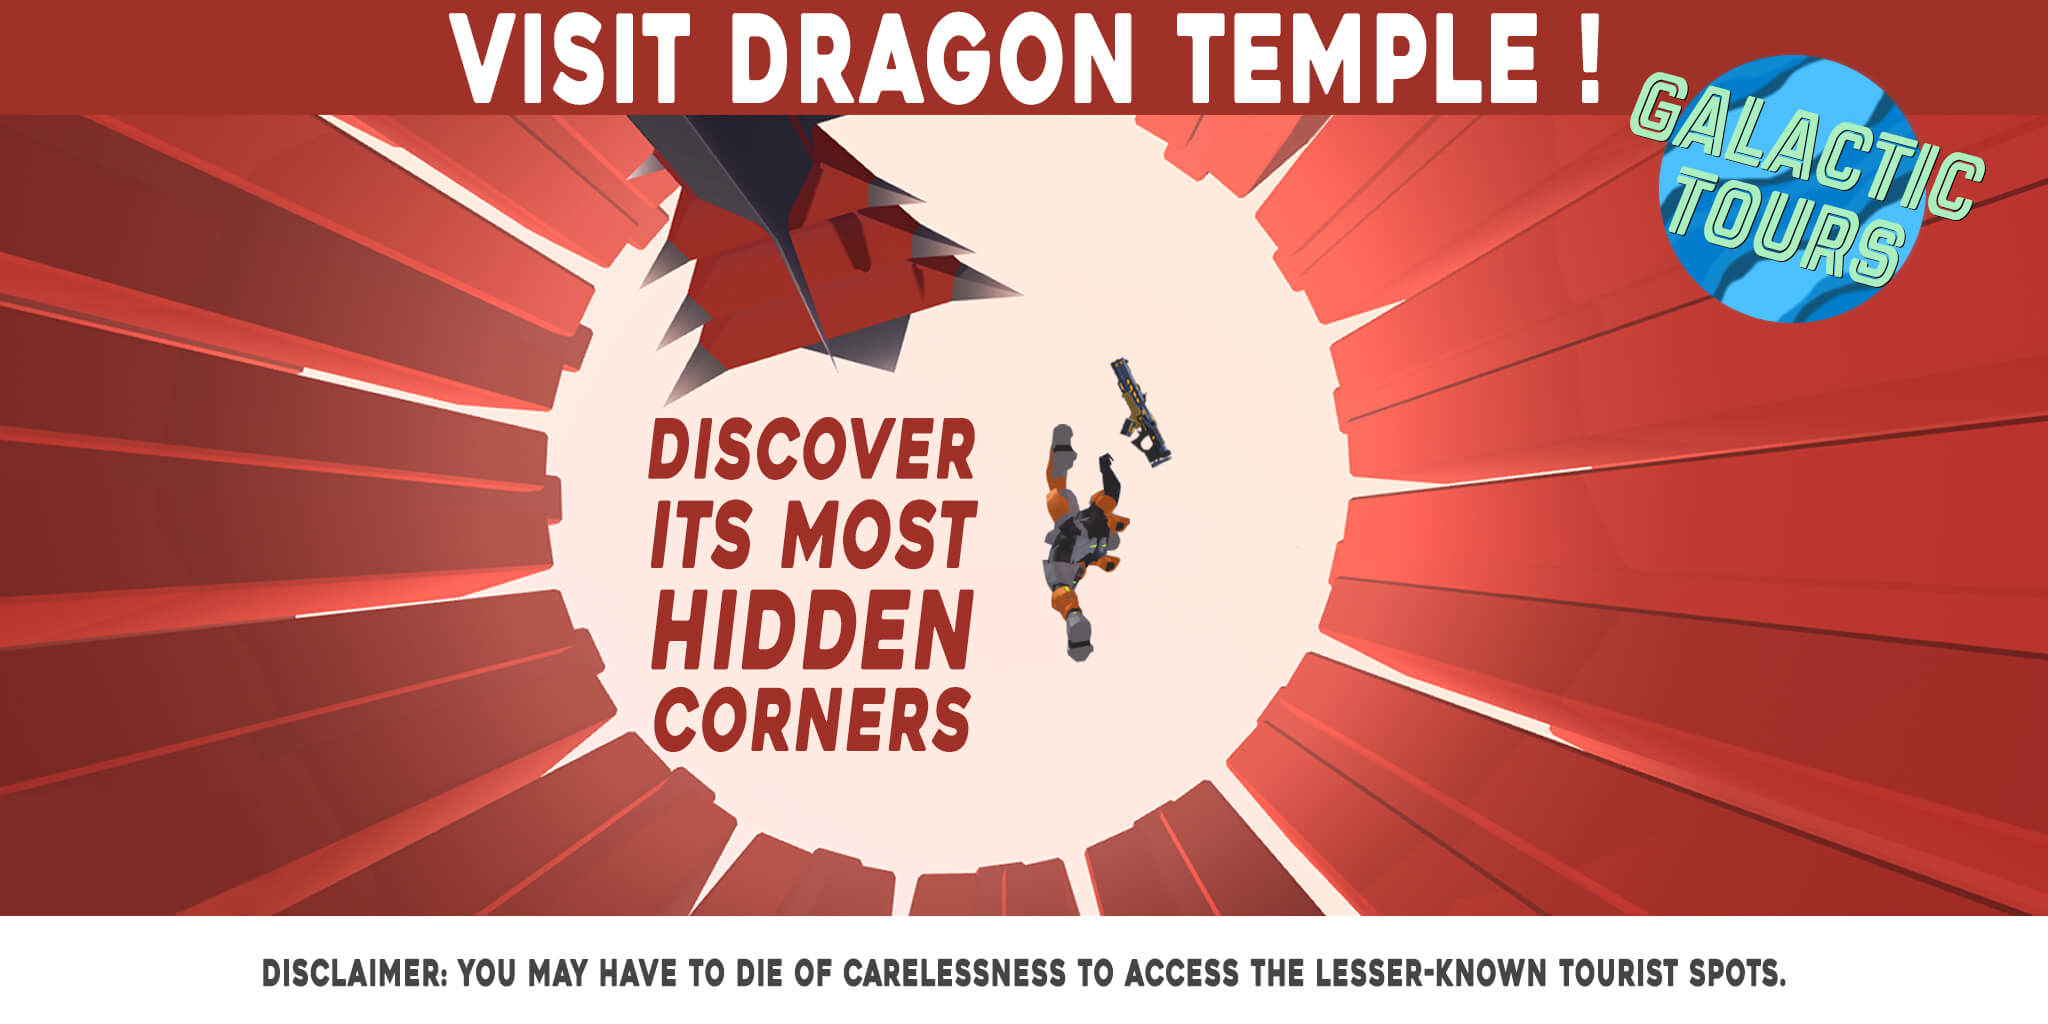 VISIT DRAGON TEMPLE !
GALACTIC
TOURS
DISCOVER
ITS MOST
HIDDEN
CORNERS
DISCLAIMER: YOU MAY HAVE TO DIE OF CARELESSNESS TO ACCESS THE LESSER-KNOWN TOURIST SPOTS.